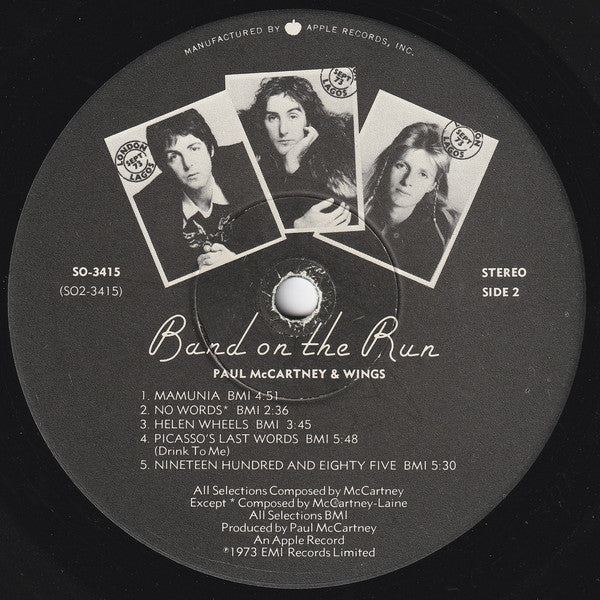 MANUFACTURED BY APPLE RECORDS, INC.
LONDON
SEPT
73
LAGOS
SEPT
73
LAGOS
LONDON
SEPT
73
LAGOS
SO-3415
(SO2-3415)
STEREO
SIDE 2
Band on the Run
PAUL McCARTNEY & WINGS
1. MAMUNIA BMI 4:51
2. NO WORDS* BMI 2:36
3. HELEN WHEELS BMI 3:45
4. PICASSO'S LAST WORDS BMI 5:48
(Drink To Me)
5. NINETEEN HUNDRED AND EIGHTY FIVE BMI 5:30
All Selections Composed by McCartney
Except * Composed by McCartney-Laine
All Selections BMI
Produced by Paul McCartney
An Apple Record
℗1973 EMI Records Limited